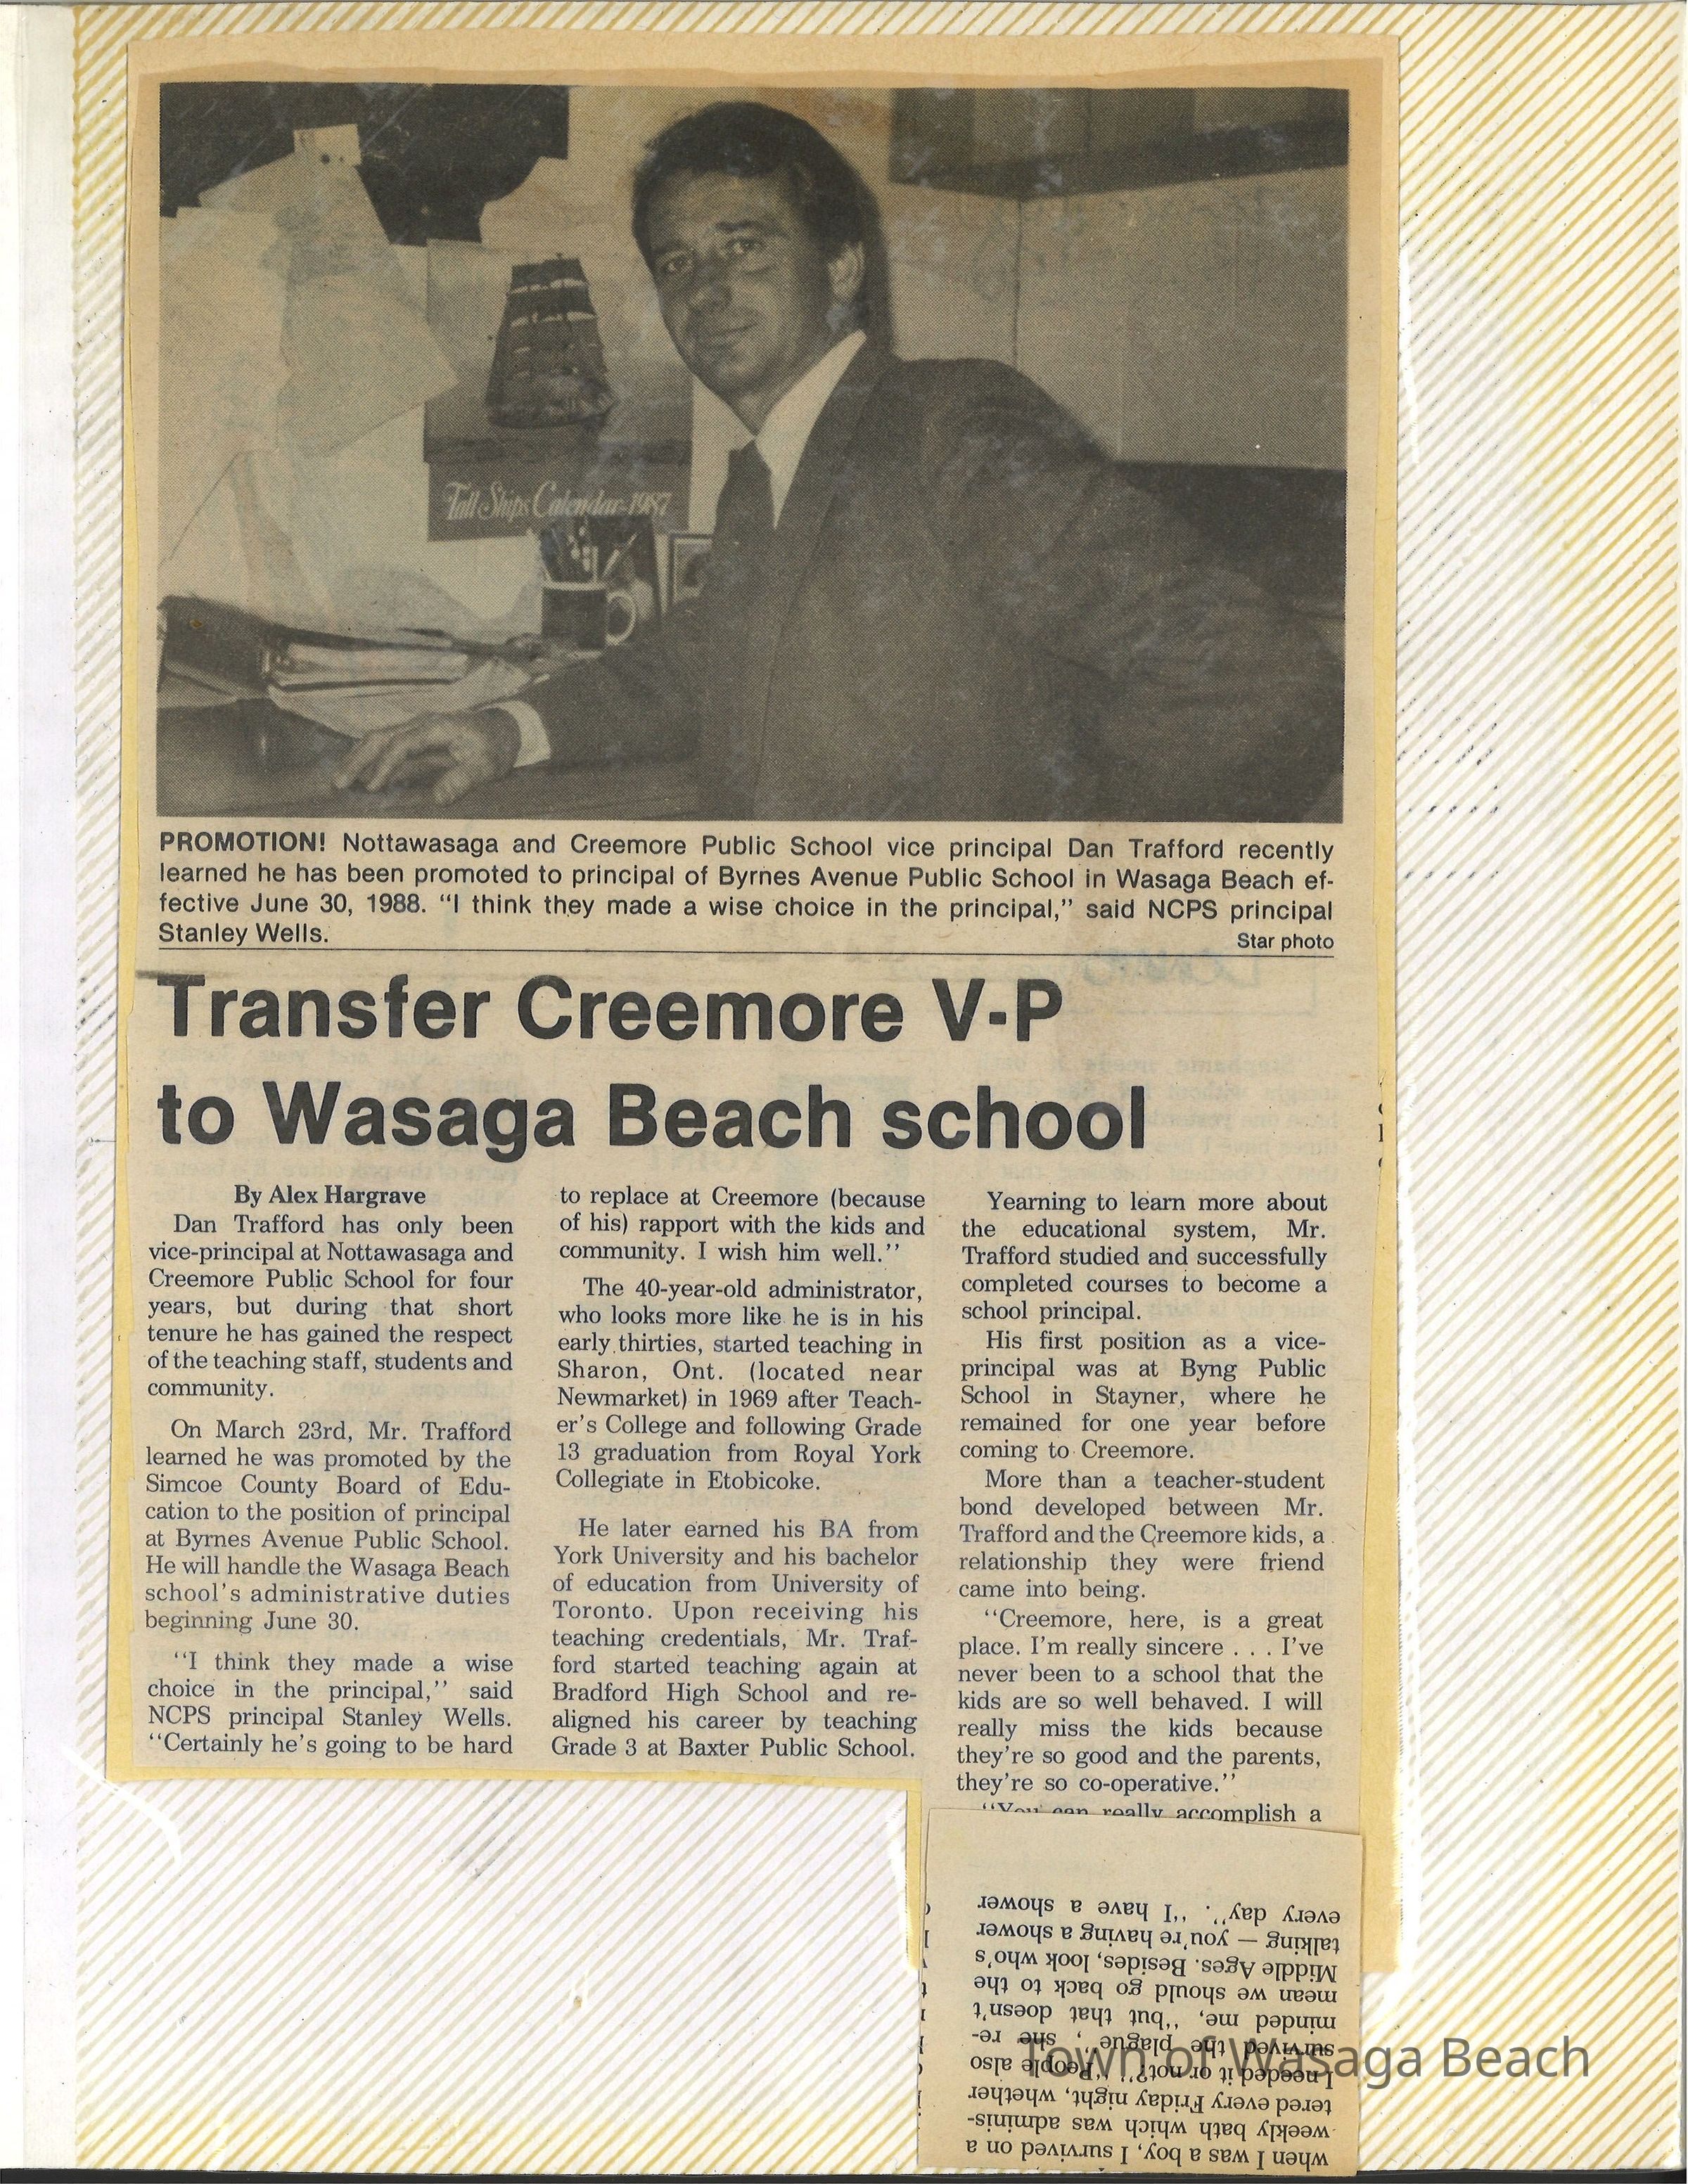 Tall Ships Calendar-1987
PROMOTION! Nottawasaga and Creemore Public School vice principal Dan Trafford recently
learned he has been promoted to principal of Byrnes Avenue Public School in Wasaga Beach ef-
fective June 30, 1988. “I think they made a wise choice in the principal,” said NCPS principal
Stanley Wells.
Star photo
Transfer Creemore V-P
to Wasaga Beach school
By Alex Hargrave
Dan Trafford has only been
vice-principal at Nottawasaga and
Creemore Public School for four
years, but during that short
tenure he has gained the respect
of the teaching staff, students and
community.
On March 23rd, Mr. Trafford
learned he was promoted by the
Simcoe County Board of Edu-
cation to the position of principal
at Byrnes Avenue Public School.
He will handle the Wasaga Beach
school's administrative duties
beginning June 30.
‘‘I think they made a wise
choice in the principal,’’ said
NCPS principal Stanley Wells.
‘‘Certainly he's going to be hard
to replace at Creemore (because
of his) rapport with the kids and
community. I wish him well.’’
The 40-year-old administrator,
who looks more like he is in his
early thirties, started teaching in
Sharon, Ont. (located near
Newmarket) in 1969 after Teach-
er's College and following Grade
13 graduation from Royal York
Collegiate in Etobicoke.
He later earned his BA from
York University and his bachelor
of education from University of
Toronto. Upon receiving his
teaching credentials, Mr. Traf-
ford started teaching again at
Bradford High School and re-
aligned his career by teaching
Grade 3 at Baxter Public School.
Yearning to learn more about
the educational system, Mr.
Trafford studied and successfully
completed courses to become a
school principal.
His first position as a vice-
principal was at Byng Public
School in Stayner, where he
remained for one year before
coming to Creemore.
More than a teacher-student
bond developed between Mr.
Trafford and the Creemore kids, a
relationship they were friend
came into being.
‘‘Creemore, here, is a great
place. I'm really sincere . . . I've
never been to a school that the
kids are so well behaved. I will
really miss the kids because
they're so good and the parents,
they're so co-operative.’’
‘‘You can really accomplish a
when I was a boy, I survived on a
weekly bath which was adminis-
tered every Friday night, whether
I needed it or not?’’ ‘‘People also
survived the plague’’, she re-
minded me, ‘‘but that doesn't
mean we should go back to the
Middle Ages. Besides, look who's
talking — you're having a shower
every day’’. ‘‘I have a shower
Town of Wasaga Beach